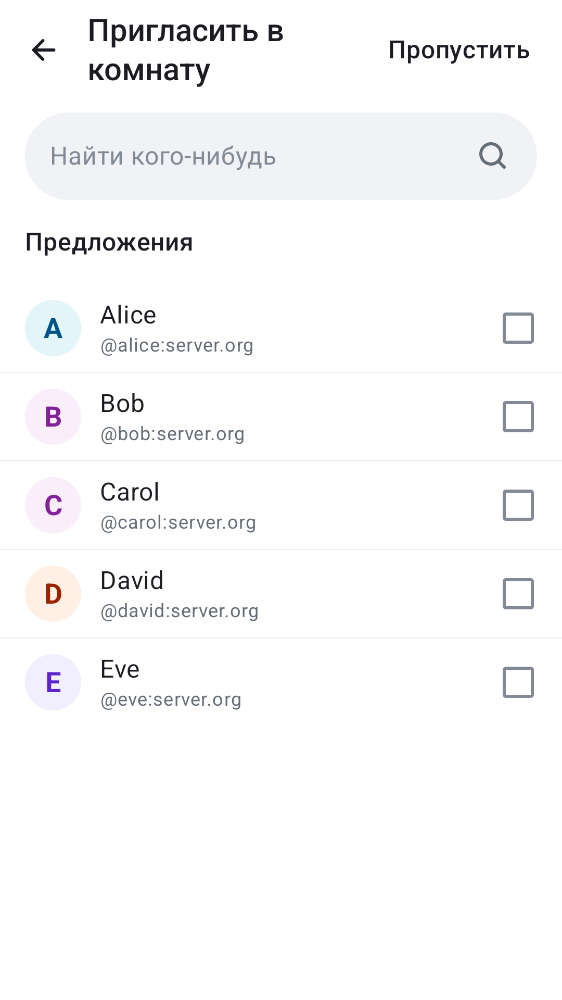 Пригласить в
комнату
Пропустить
Найти кого-нибудь
Предложения
A
Alice
@alice:server.org
B
Bob
@bob:server.org
C
Carol
@carol:server.org
D
David
@david:server.org
E
Eve
@eve:server.org